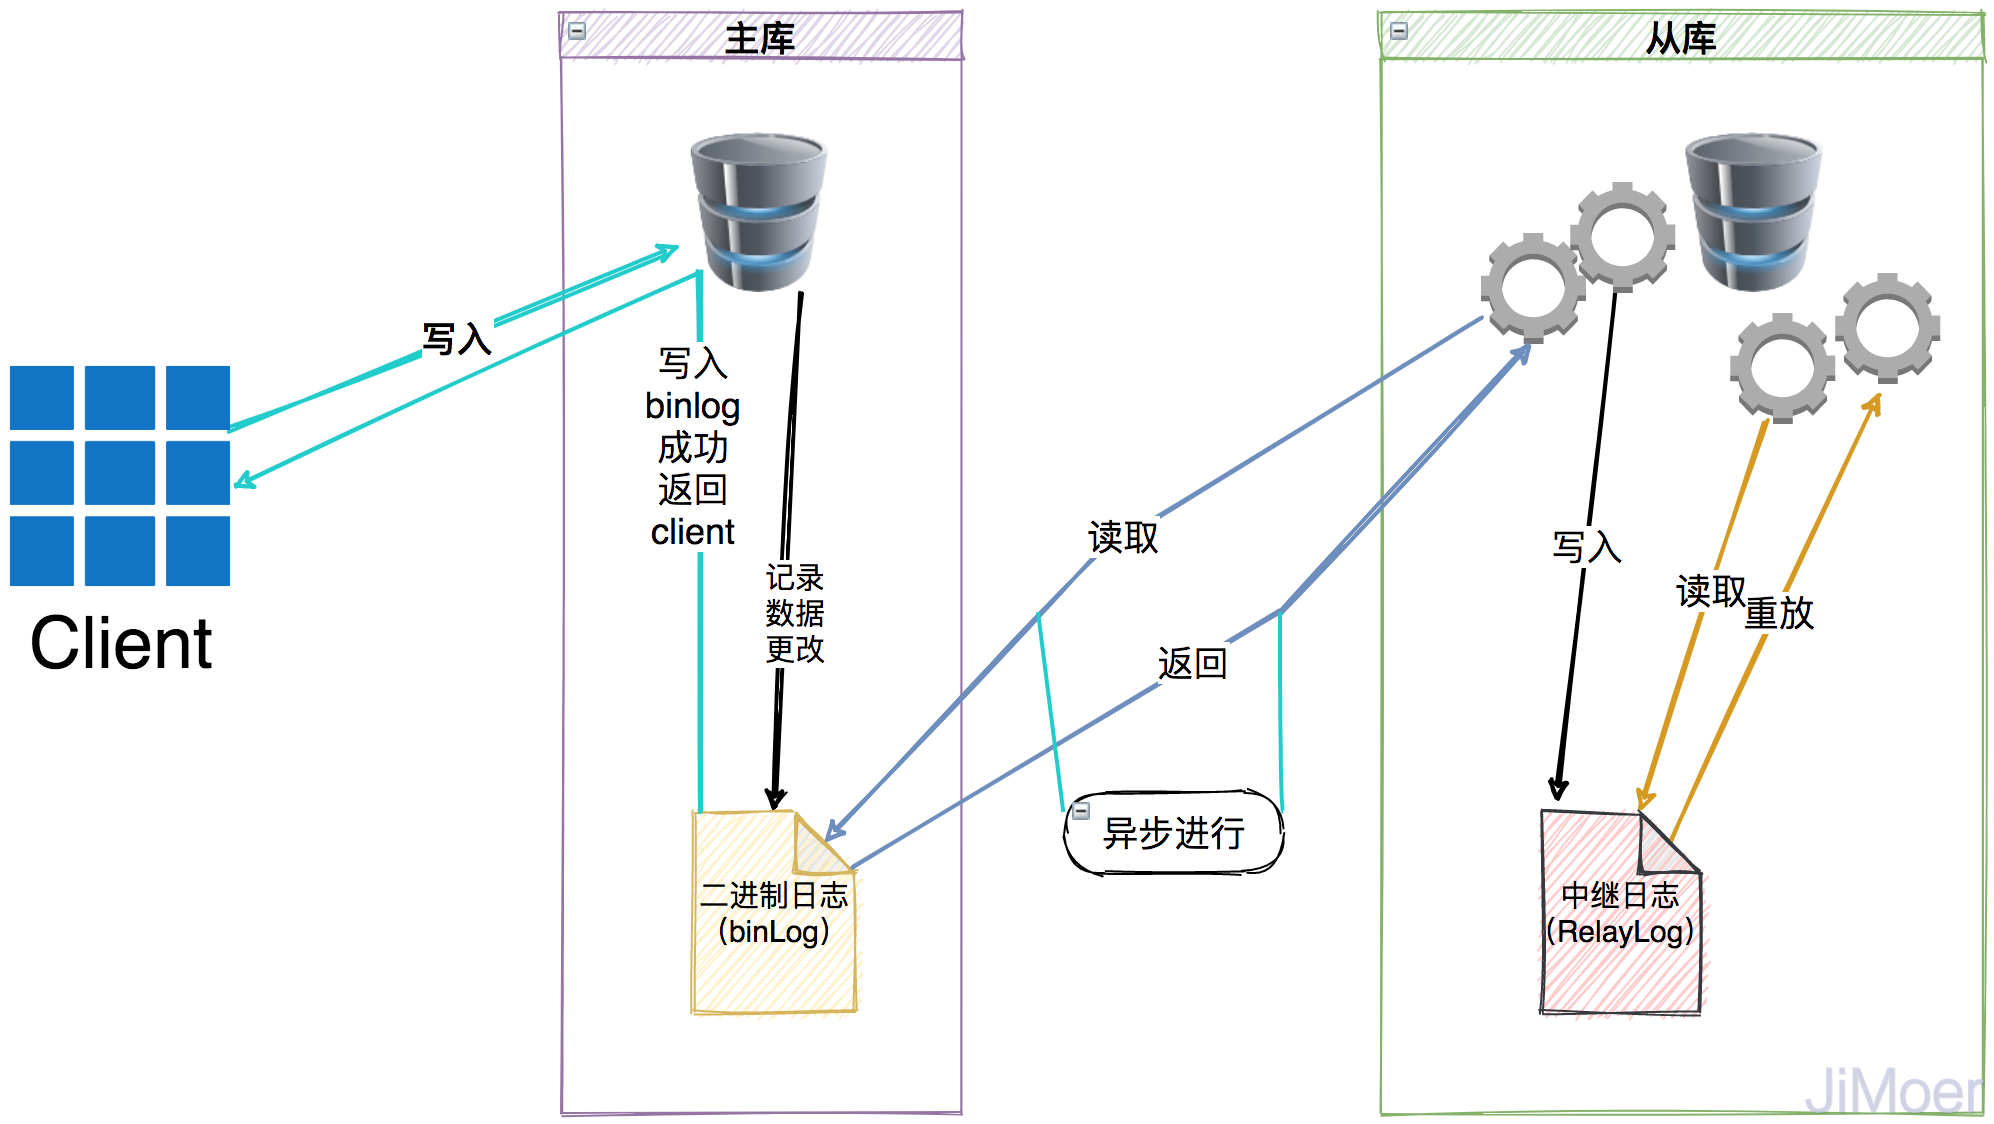 主库
从库
写入
写入
binlog
成功
返回
client
记录
数据
更改
读取
返回
写入
读取
重放
Client
异步进行
二进制日志
（binLog）
中继日志
（RelayLog）
JiMoer